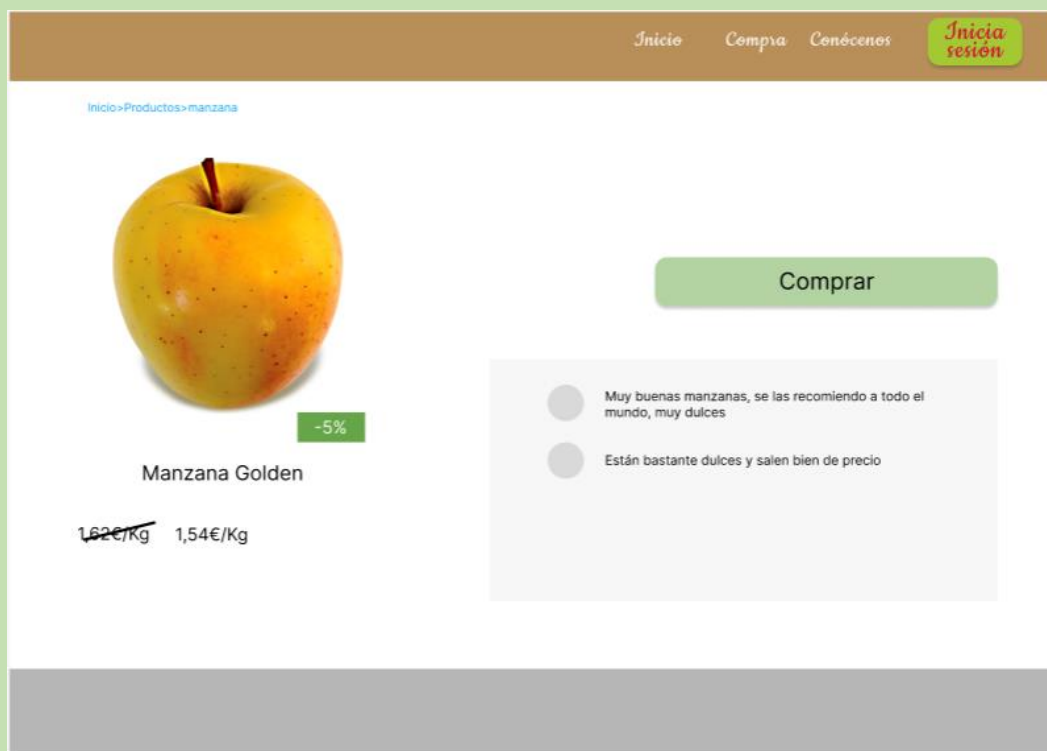 Inicio Compra Conócenos Inicia sesión
Inicio>Productos>manzana
Comprar
Muy buenas manzanas, se las recomiendo a todo el
mundo, muy dulces
Están bastante dulces y salen bien de precio
-5%
Manzana Golden
1,62€/Kg 1,54€/Kg